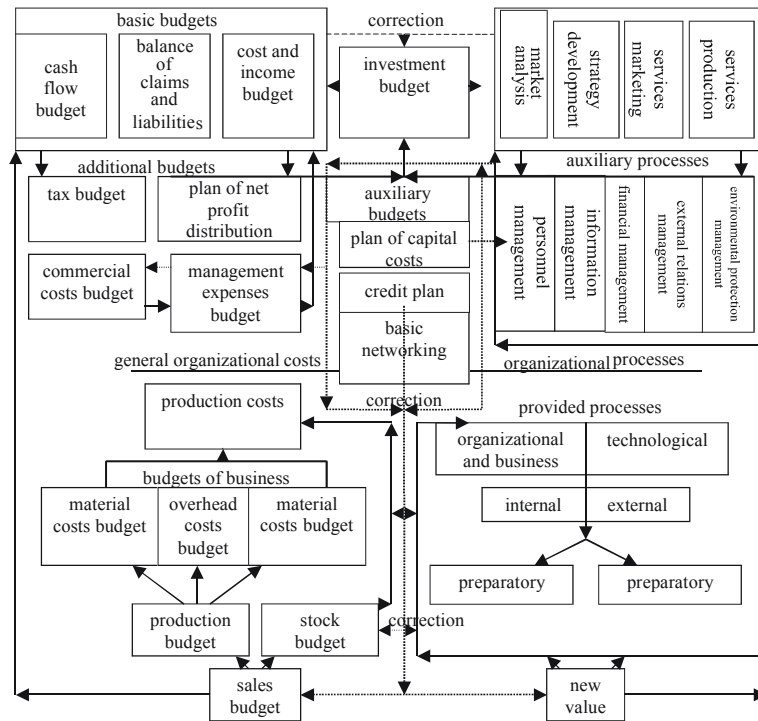 basic budgets
correction
cash
flow
budget
balance
of
claims
and
liabilities
cost and
income
budget
investment
budget
market
analysis
strategy
development
services
marketing
services
production
additional budgets
auxiliary processes
tax budget
plan of net
profit
distribution
auxiliary
budgets
plan of capital
costs
personnel
management
information
management
financial management
external relations
management
environmental protection
management
commercial
costs budget
management
expenses
budget
credit plan
basic
networking
general organizational costs
organizational processes
correction
production costs
provided processes
organizational
and business
technological
budgets of business
material
costs budget
overhead
costs
budget
material
costs budget
internal
external
preparatory
preparatory
production
budget
stock
budget
correction
sales
budget
new
value